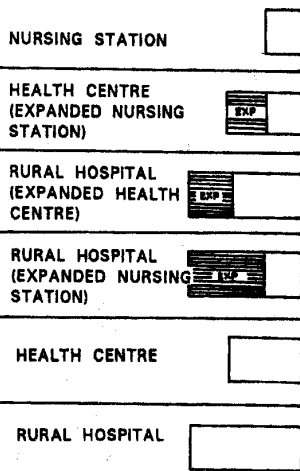 NURSING STATION
HEALTH CENTRE
(EXPANDED NURSING
STATION)
EXP
RURAL HOSPITAL
(EXPANDED HEALTH
CENTRE)
EXP
RURAL HOSPITAL
(EXPANDED NURSING
STATION)
EXP
HEALTH CENTRE
RURAL HOSPITAL